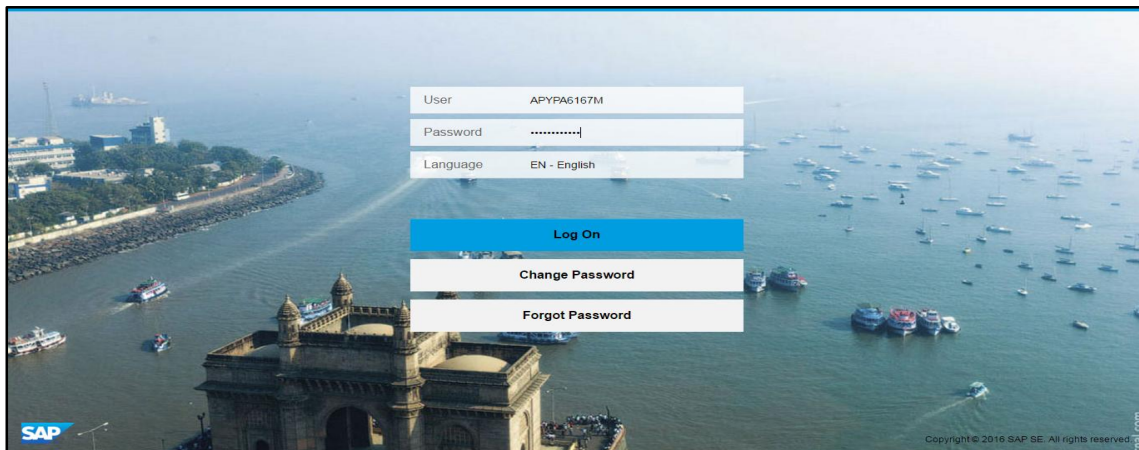 User APYPA6167M
Password ••••••••••••
Language EN - English
Log On
Change Password
Forgot Password
SAP
Copyright © 2016 SAP SE. All rights reserved.